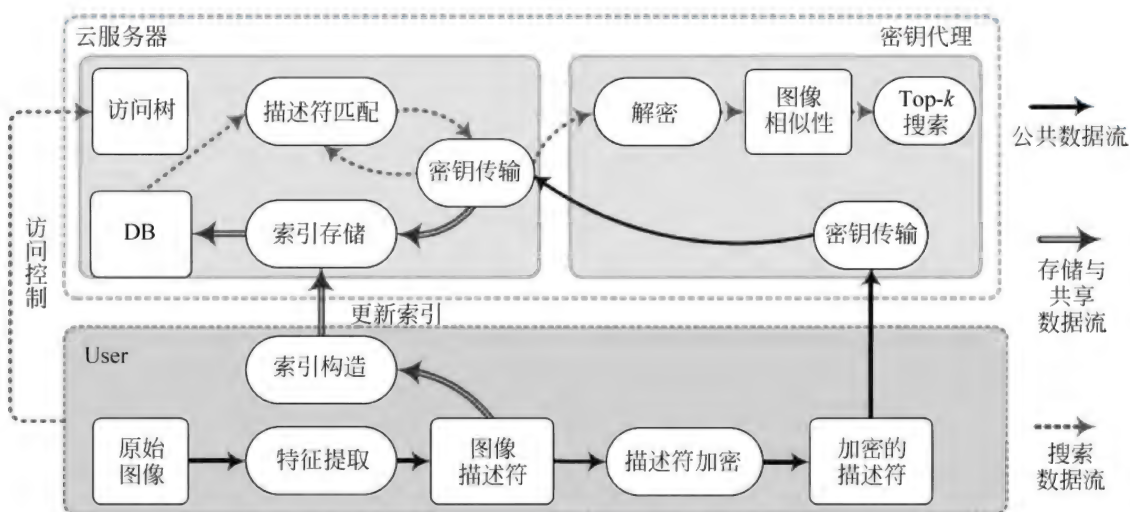 云服务器
密钥代理
访问树
描述符匹配
密钥传输
DB
索引存储
解密
图像
相似性
Top-k
搜索
密钥传输
访问控制
更新索引
User
索引构造
原始
图像
特征提取
图像
描述符
描述符加密
加密的
描述符
公共数据流
存储与
共享
数据流
搜索
数据流